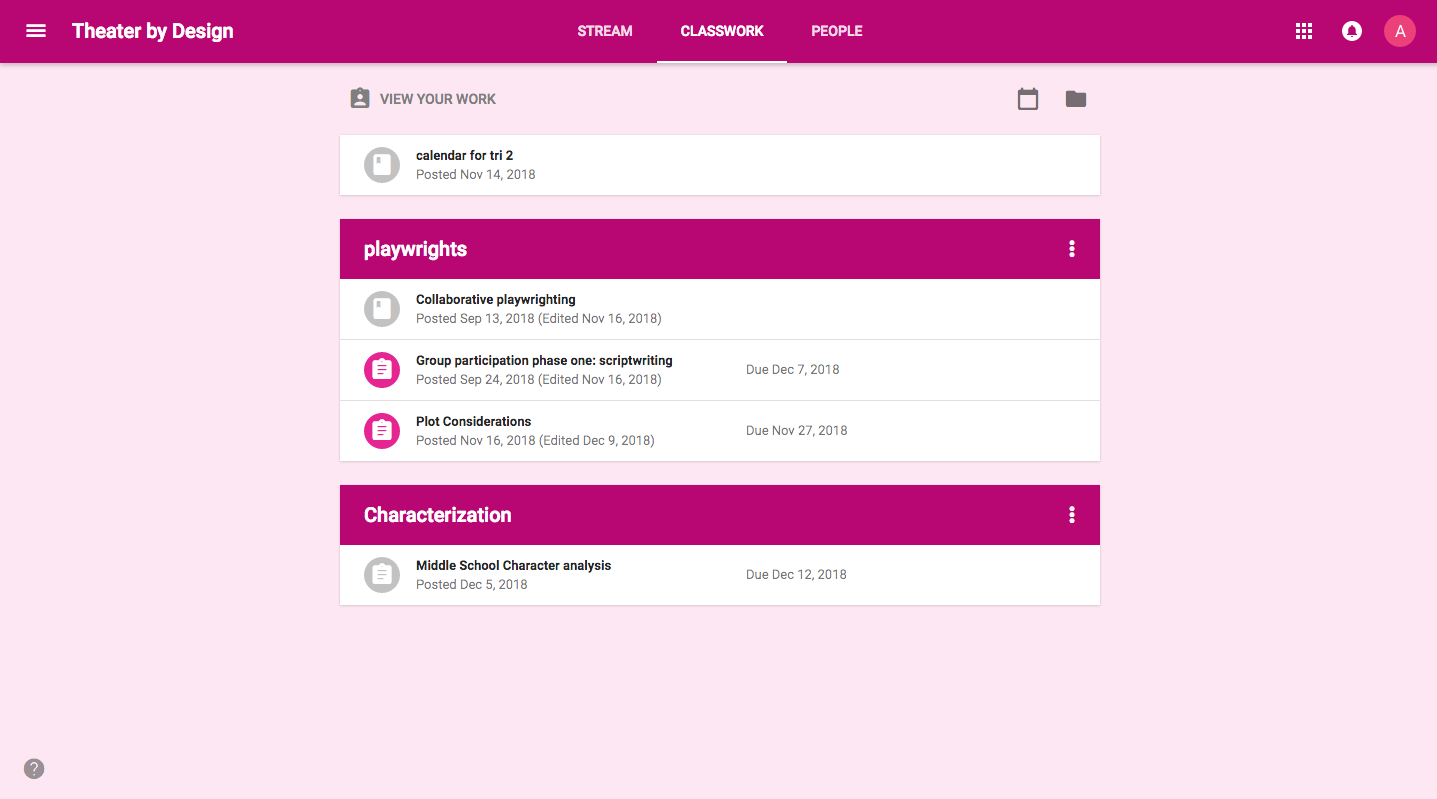 Theater by Design
STREAM
CLASSWORK
PEOPLE
A
VIEW YOUR WORK
calendar for tri 2
Posted Nov 14, 2018
playwrights
Collaborative playwrighting
Posted Sep 13, 2018 (Edited Nov 16, 2018)
Group participation phase one: scriptwriting
Posted Sep 24, 2018 (Edited Nov 16, 2018)
Due Dec 7, 2018
Plot Considerations
Posted Nov 16, 2018 (Edited Dec 9, 2018)
Due Nov 27, 2018
Characterization
Middle School Character analysis
Posted Dec 5, 2018
Due Dec 12, 2018
?